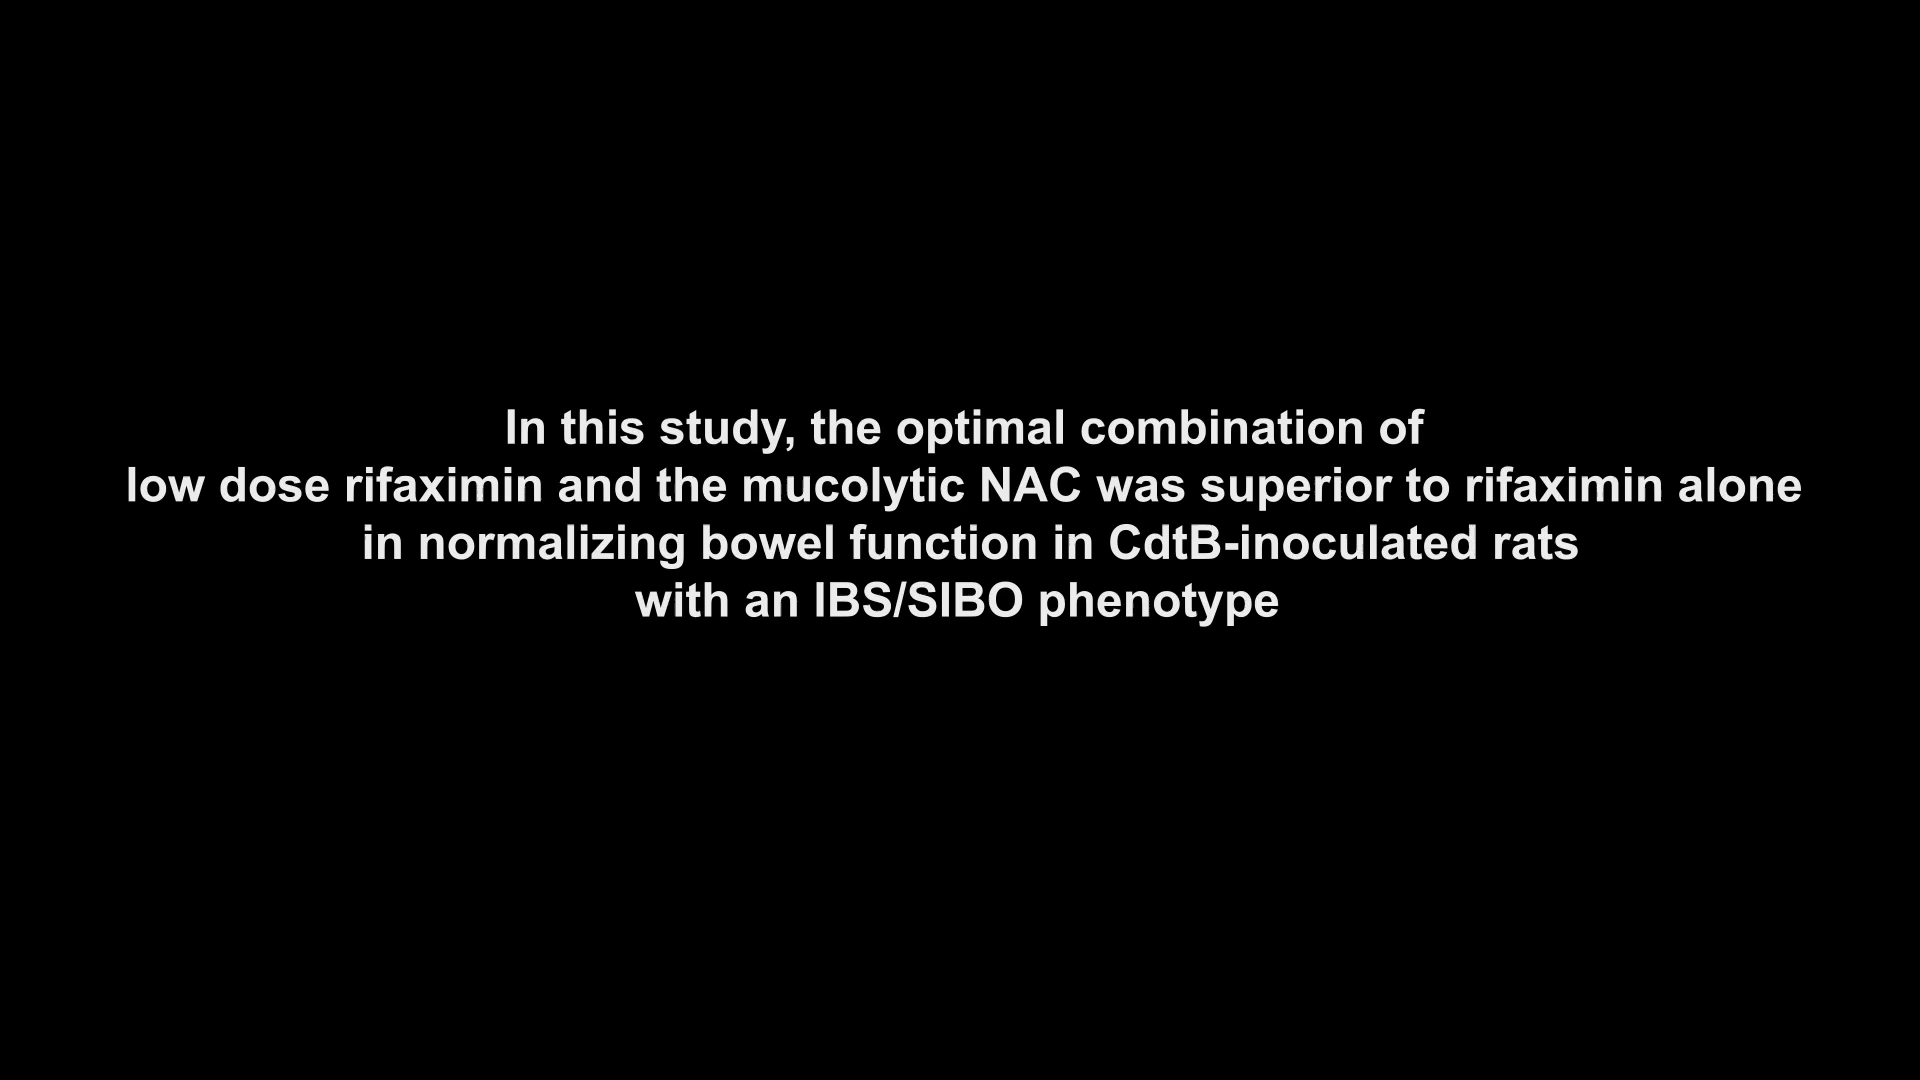 In this study, the optimal combination of
low dose rifaximin and the mucolytic NAC was superior to rifaximin alone
in normalizing bowel function in CdtB-inoculated rats
with an IBS/SIBO phenotype